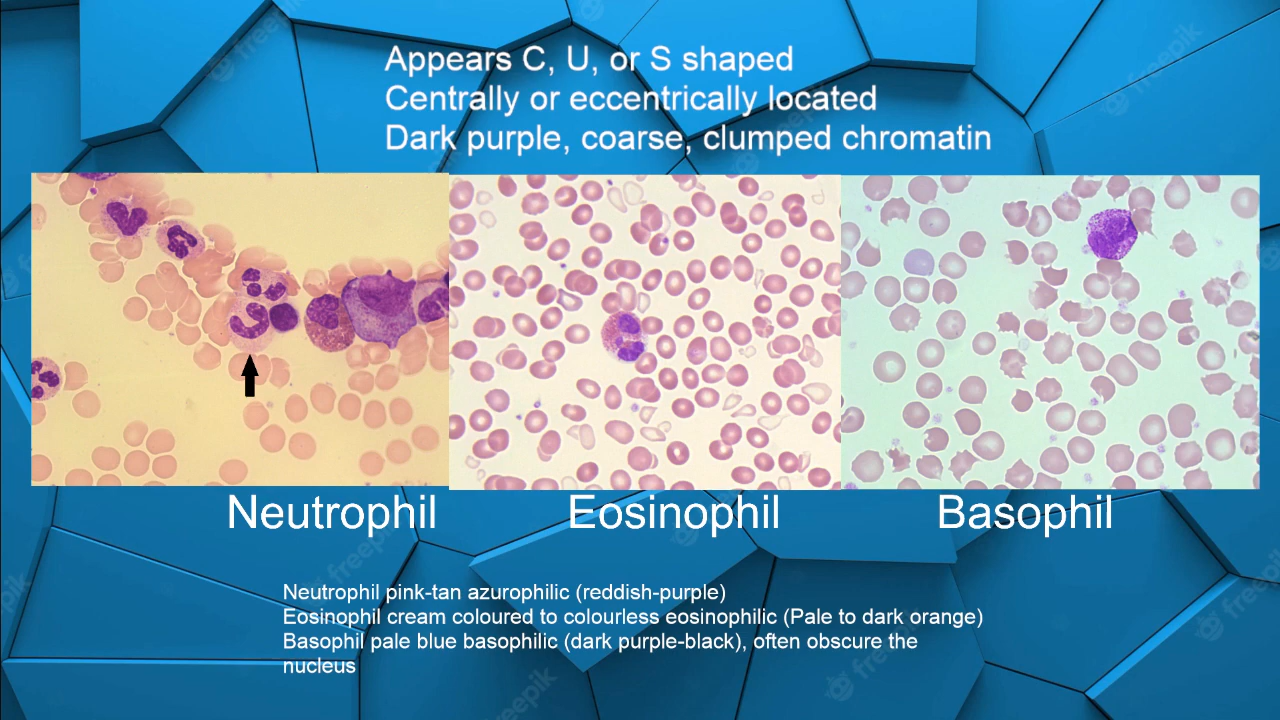 Appears C, U, or S shaped
Centrally or eccentrically located
Dark purple, coarse, clumped chromatin
Neutrophil
Eosinophil
Basophil
Neutrophil pink-tan azurophilic (reddish-purple)
Eosinophil cream coloured to colourless eosinophilic (Pale to dark orange)
Basophil pale blue basophilic (dark purple-black), often obscure the
nucleus